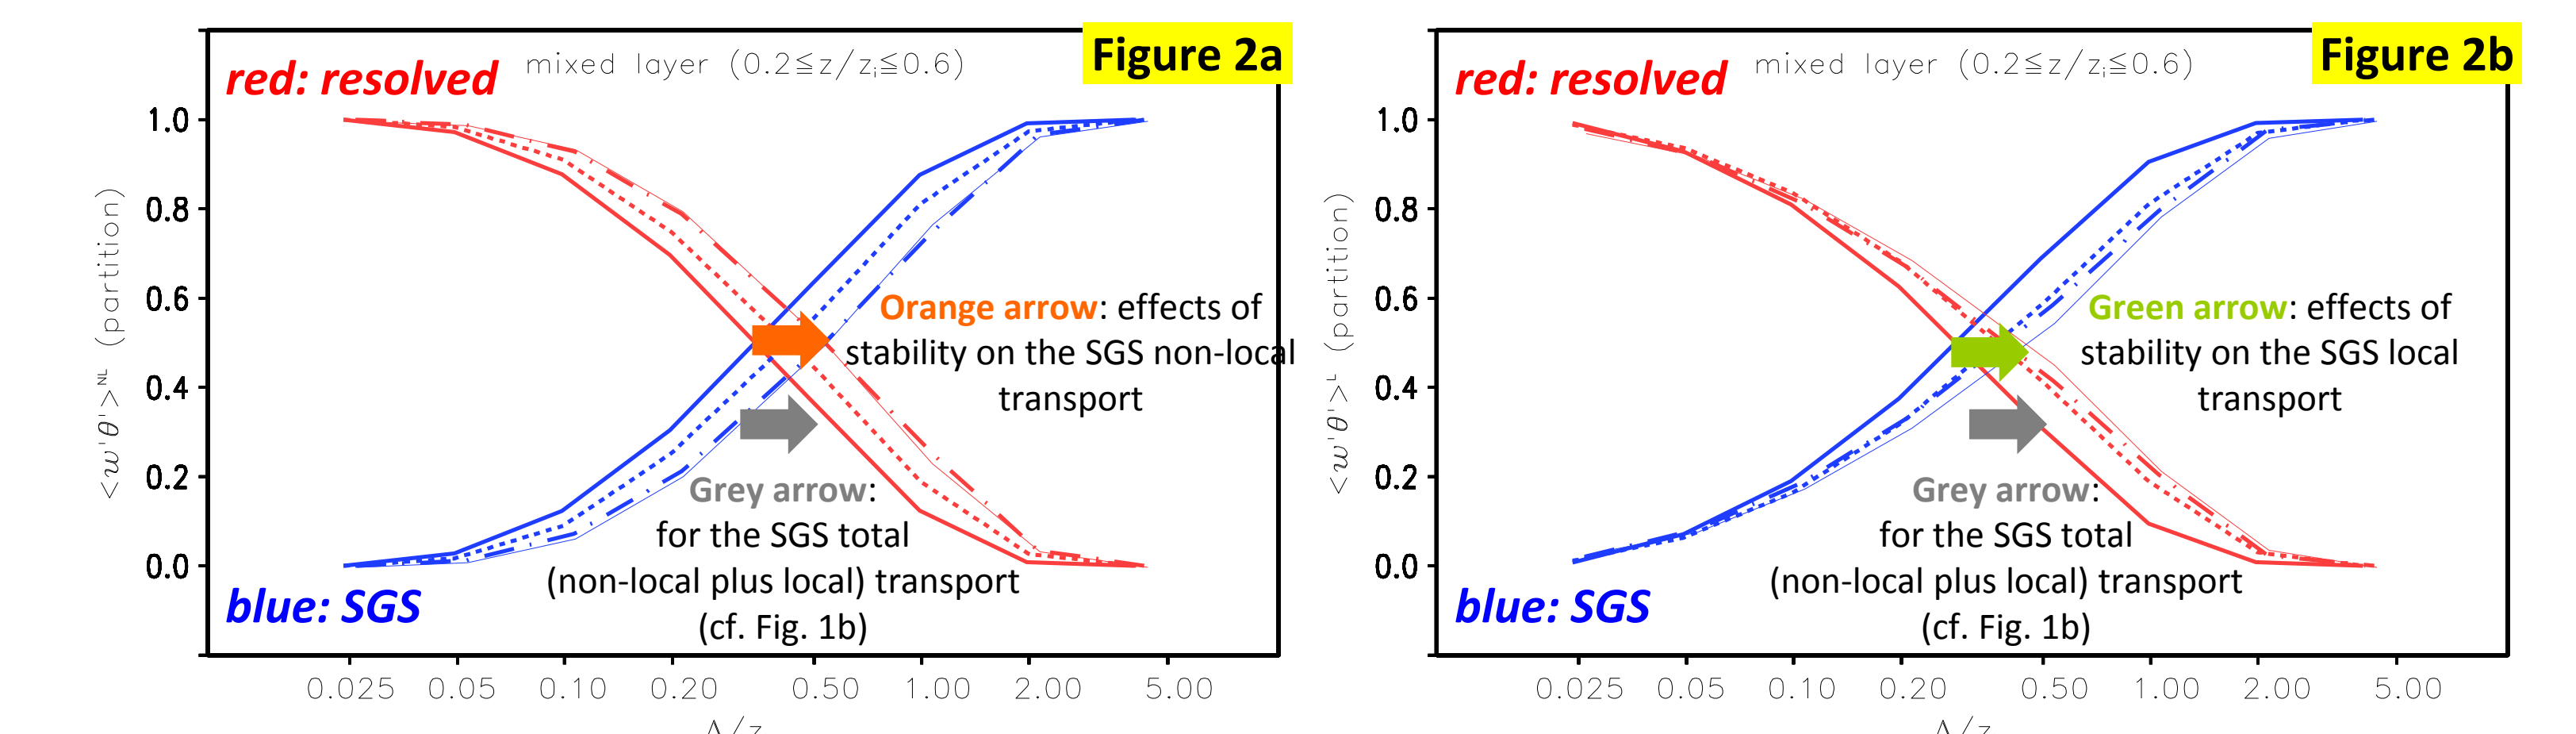 Figure 2a
red: resolved
mixed layer (0.2≦z/zᵢ≦0.6)
1.0
0.8
0.6
0.4
0.2
0.0
<w'θ'>ᴺᴸ (partition)
Orange arrow: effects of
stability on the SGS non-local
transport
Grey arrow:
for the SGS total
(non-local plus local) transport
(cf. Fig. 1b)
blue: SGS
0.025 0.05 0.10 0.20 0.50 1.00 2.00 5.00
Figure 2b
red: resolved
mixed layer (0.2≦z/zᵢ≦0.6)
1.0
0.8
0.6
0.4
0.2
0.0
<w'θ'>ᴸ (partition)
Green arrow: effects of
stability on the SGS local
transport
Grey arrow:
for the SGS total
(non-local plus local) transport
(cf. Fig. 1b)
blue: SGS
0.025 0.05 0.10 0.20 0.50 1.00 2.00 5.00